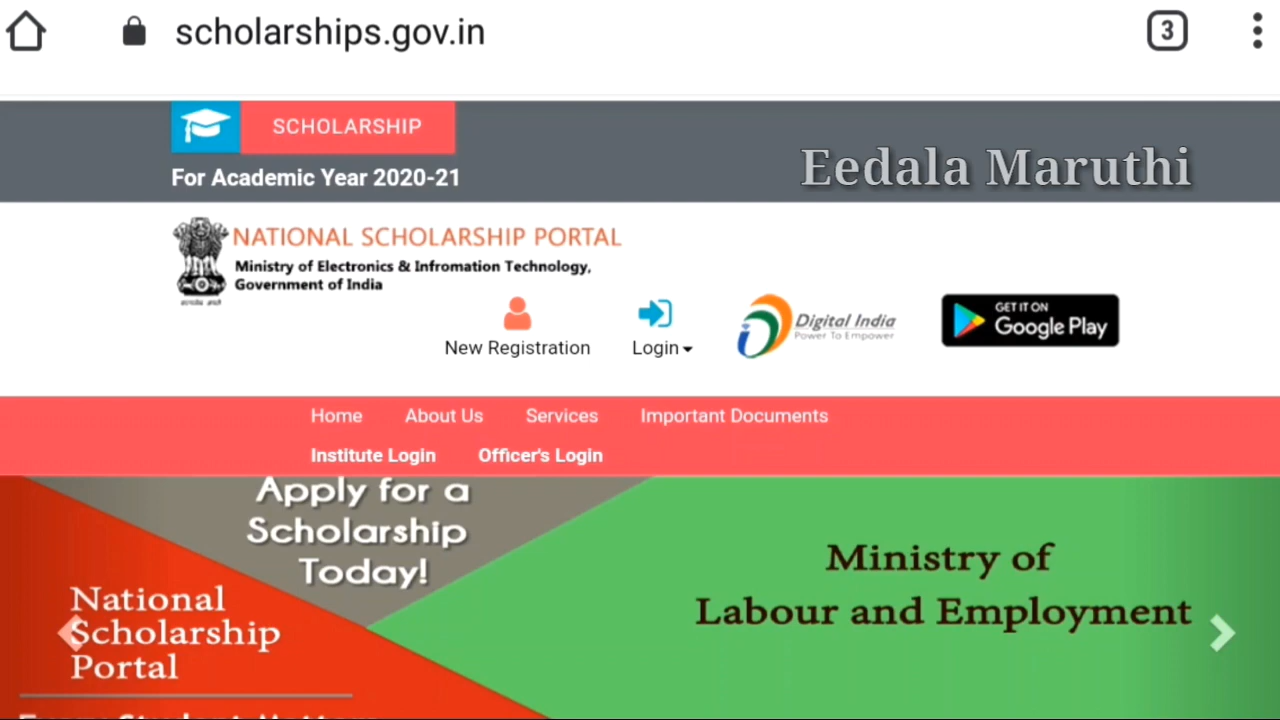 scholarships.gov.in
3
SCHOLARSHIP
For Academic Year 2020-21
Eedala Maruthi
NATIONAL SCHOLARSHIP PORTAL
Ministry of Electronics & Infromation Technology,
Government of India
New Registration
Login
Digital India
Power To Empower
GET IT ON
Google Play
Home About Us Services Important Documents
Institute Login Officer's Login
Apply for a
Scholarship
Today!
National
Scholarship
Portal
Ministry of
Labour and Employment